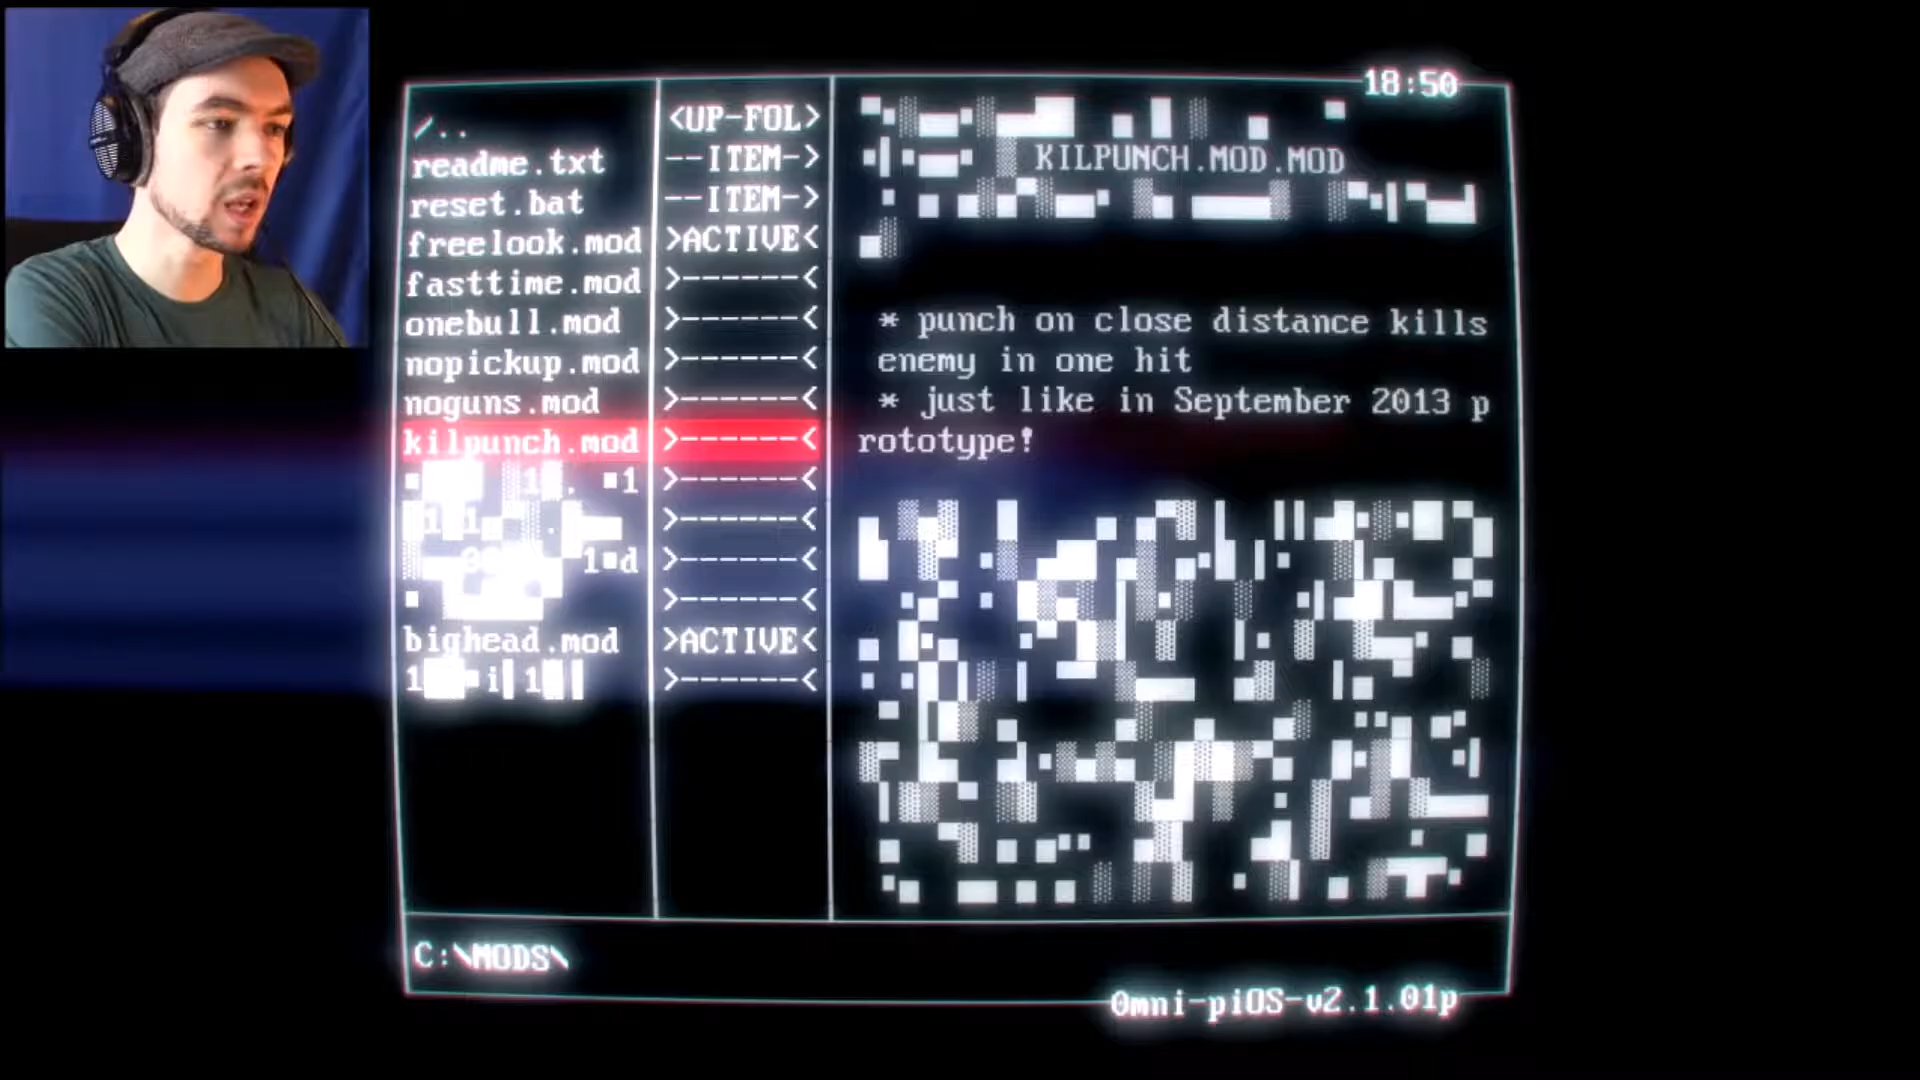 18:50
/.. <UP-FOL>
readme.txt --ITEM->
reset.bat --ITEM->
freelook.mod >ACTIVE<
fasttime.mod >------<
onebull.mod >------<
nopickup.mod >------<
noguns.mod >------<
kilpunch.mod >------<
>------<
>------<
>------<
>------<
bighead.mod >ACTIVE<
>------<
KILPUNCH.MOD.MOD
* punch on close distance kills
enemy in one hit
* just like in September 2013 p
rototype!
C:\MODS\
Omni-piOS-v2.1.01p